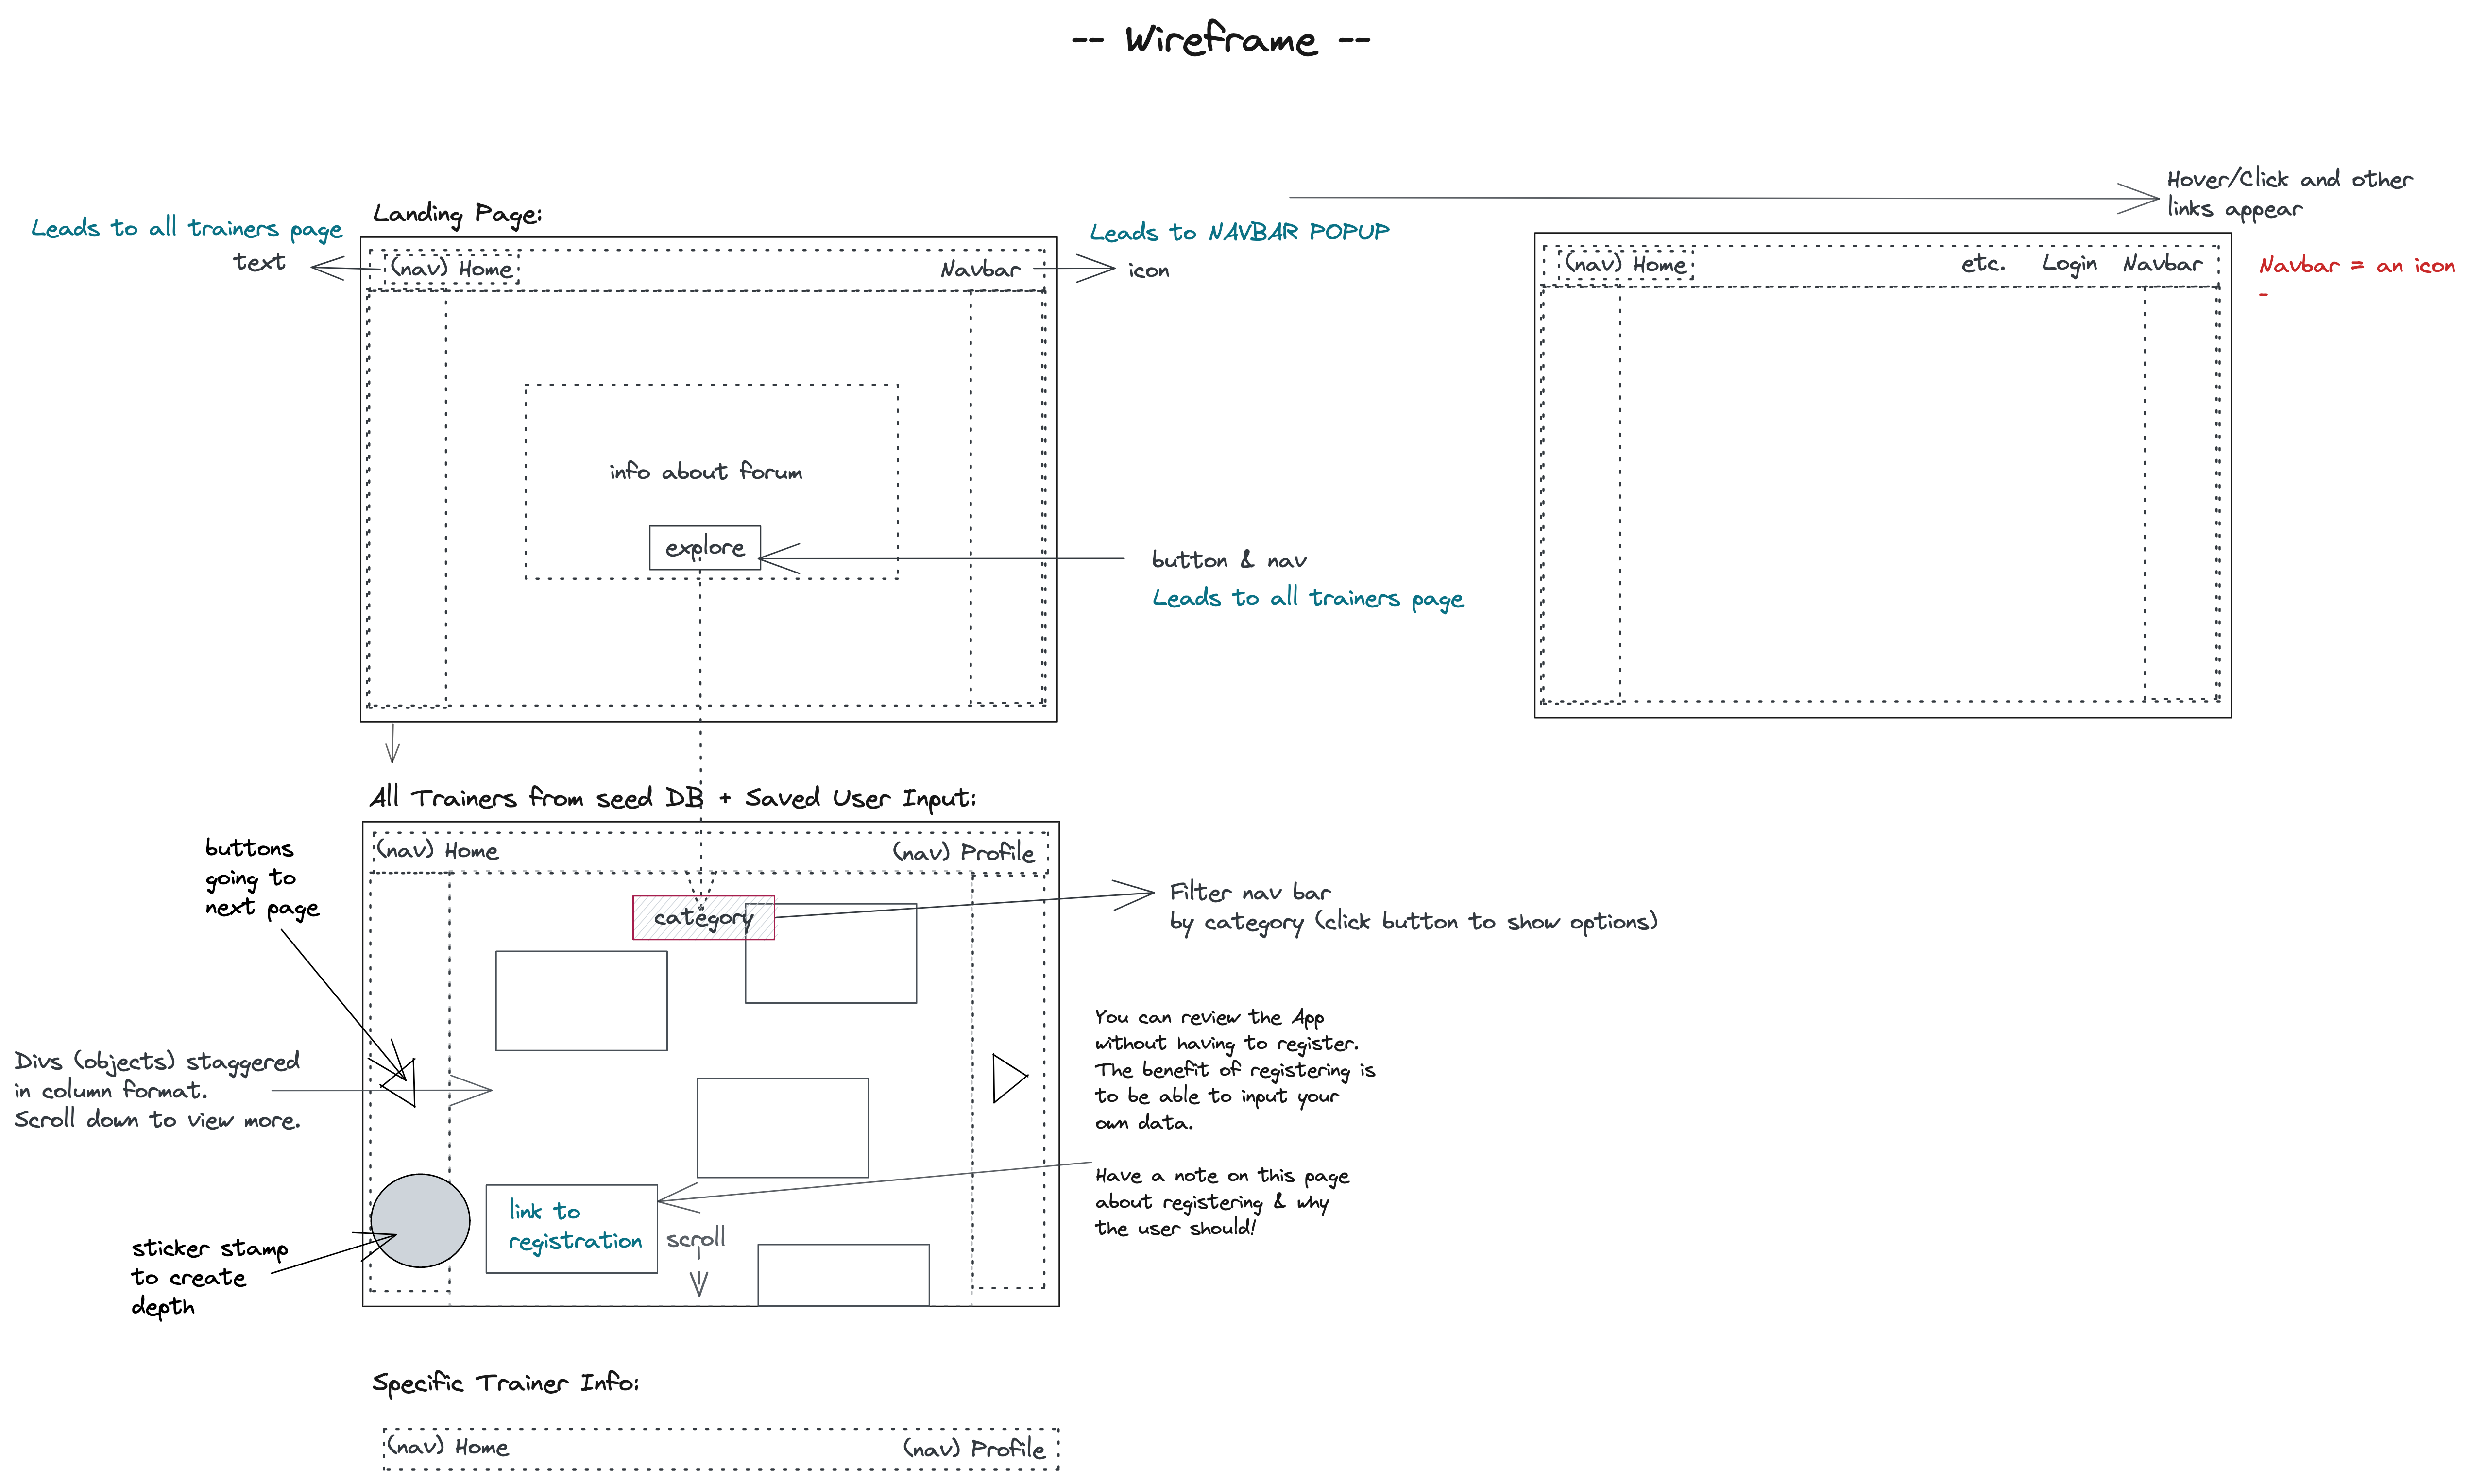 -- Wireframe --
Hover/Click and other
links appear
Landing Page:
Leads to all trainers page
text
(nav) Home
Navbar
Leads to NAVBAR POPUP
icon
(nav) Home
etc.
Login
Navbar
Navbar = an icon
-
info about forum
explore
button & nav
Leads to all trainers page
All Trainers from seed DB + Saved User Input:
buttons
going to
next page
(nav) Home
(nav) Profile
category
Filter nav bar
by category (click button to show options)
Divs (objects) staggered
in column format.
Scroll down to view more.
You can review the App
without having to register.
The benefit of registering is
to be able to input your
own data.
Have a note on this page
about registering & why
the user should!
link to
registration
scroll
sticker stamp
to create
depth
Specific Trainer Info:
(nav) Home
(nav) Profile